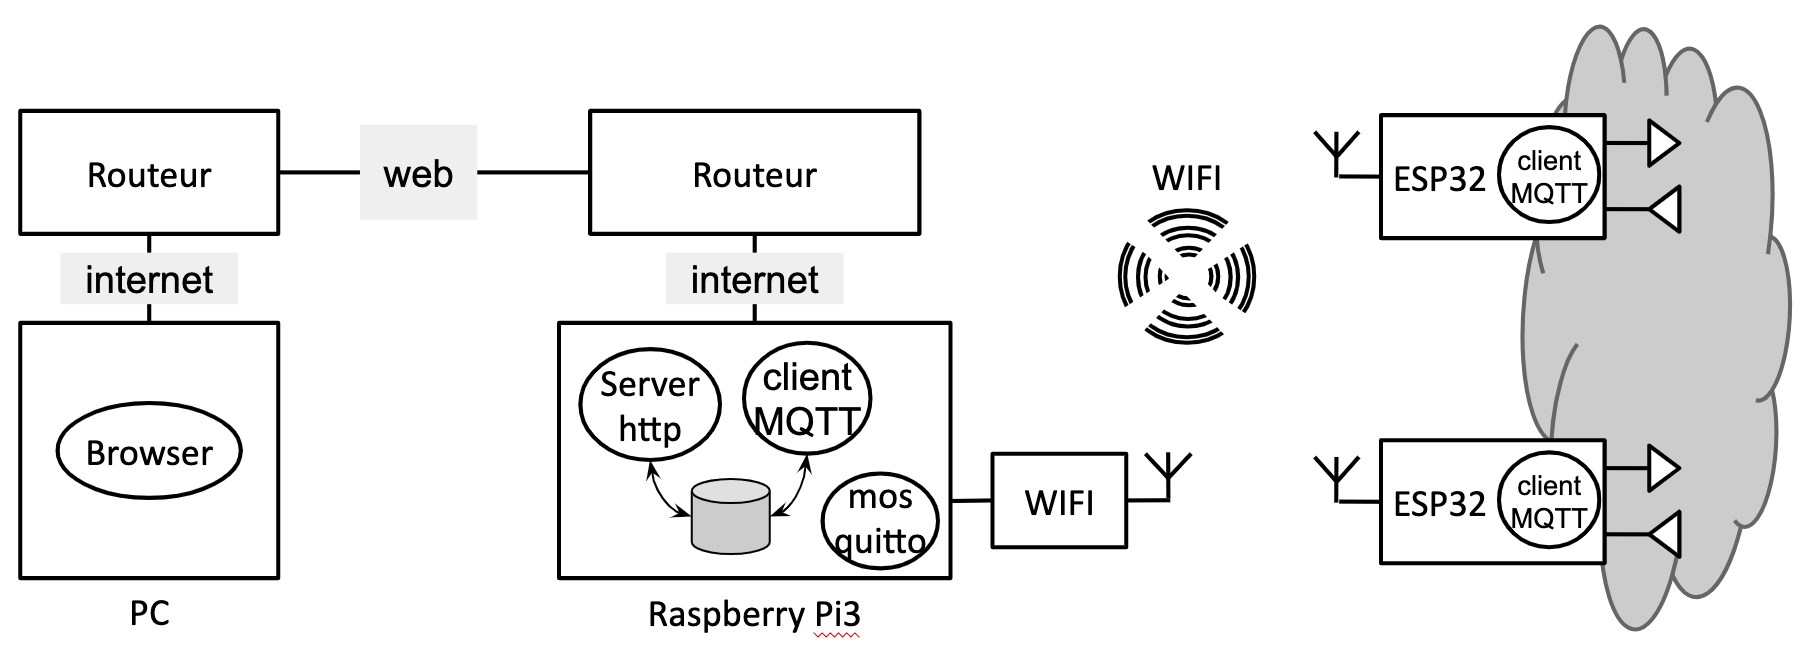 Routeur
web
Routeur
WIFI
ESP32
client
MQTT
internet
internet
Browser
Server
http
client
MQTT
mos
quitto
WIFI
ESP32
client
MQTT
PC
Raspberry Pi3